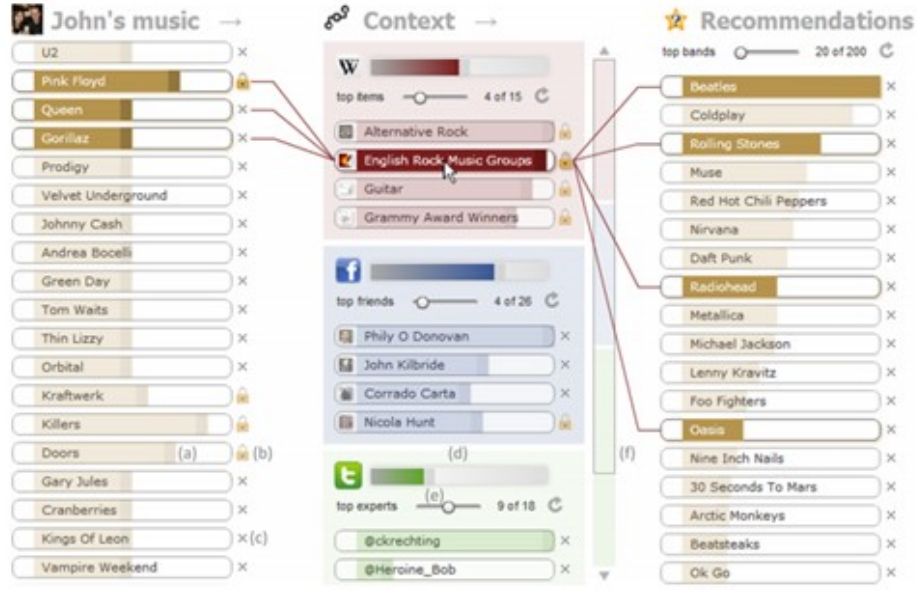 John's music →
U2
Pink Floyd
Queen
Gorillaz
Prodigy
Velvet Underground
Johnny Cash
Andrea Bocelli
Green Day
Tom Waits
Thin Lizzy
Orbital
Kraftwerk
Killers
Doors (a) (b)
Gary Jules
Cranberries
Kings Of Leon ×(c)
Vampire Weekend
Context →
W
top items 4 of 15
Alternative Rock
English Rock Music Groups
Guitar
Grammy Award Winners
f
top friends 4 of 26
Phily O Donovan
John Kilbride
Corrado Carta
Nicola Hunt
(d) (f)
t
(e)
top experts 9 of 18
@ckrechting
@Heroine_Bob
Recommendations
top bands 20 of 200
Beatles
Coldplay
Rolling Stones
Muse
Red Hot Chili Peppers
Nirvana
Daft Punk
Radiohead
Metallica
Michael Jackson
Lenny Kravitz
Foo Fighters
Oasis
Nine Inch Nails
30 Seconds To Mars
Arctic Monkeys
Beatsteaks
Ok Go